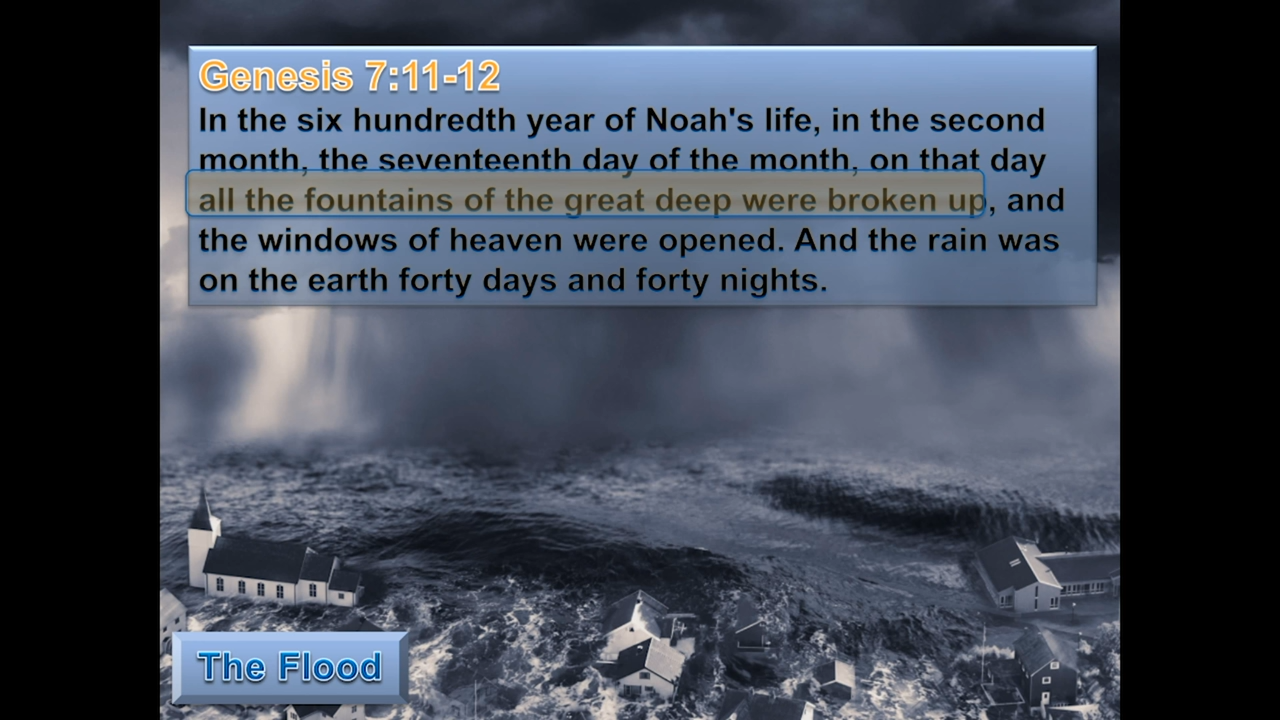 Genesis 7:11-12
In the six hundredth year of Noah's life, in the second
month, the seventeenth day of the month, on that day
all the fountains of the great deep were broken up, and
the windows of heaven were opened. And the rain was
on the earth forty days and forty nights.
The Flood